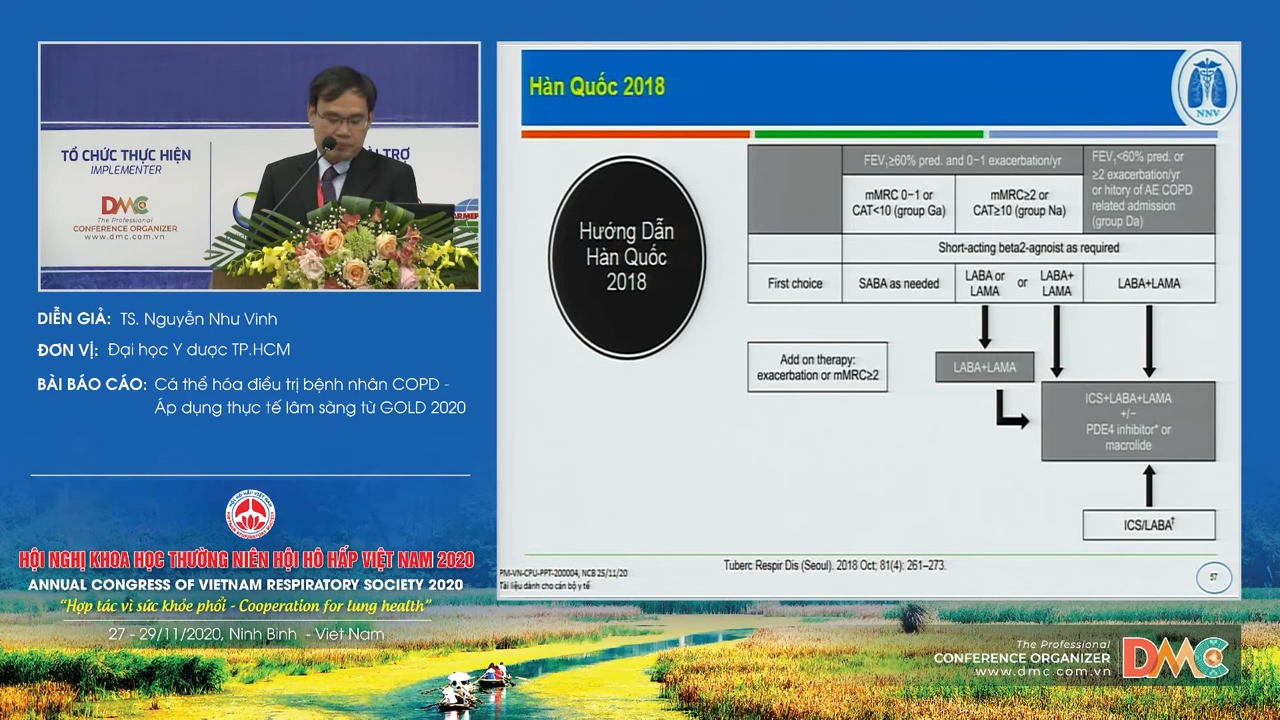 TỔ CHỨC THỰC HIỆN
IMPLEMENTER
DMC
The Professional
CONFERENCE ORGANIZER
www.dmc.com.vn
DIỄN GIẢ: TS. Nguyễn Như Vinh
ĐƠN VỊ: Đại học Y dược TP.HCM
BÀI BÁO CÁO: Cá thể hóa điều trị bệnh nhân COPD -
Áp dụng thực tế lâm sàng từ GOLD 2020
HỘI NGHỊ KHOA HỌC THƯỜNG NIÊN HỘI HÔ HẤP VIỆT NAM 2020
ANNUAL CONGRESS OF VIETNAM RESPIRATORY SOCIETY 2020
“Hợp tác vì sức khỏe phổi - Cooperation for lung health”
27 - 29/11/2020, Ninh Bình - Viet Nam
Hàn Quốc 2018
NNV
Hướng Dẫn
Hàn Quốc
2018
FEV₁≥60% pred. and 0−1 exacerbation/yr
FEV₁<60% pred. or
≥2 exacerbation/yr
or hitory of AE COPD
related admission
(group Da)
mMRC 0−1 or
CAT<10 (group Ga)
mMRC≥2 or
CAT≥10 (group Na)
Short-acting beta2-agnoist as required
First choice
SABA as needed
LABA or
LAMA
or
LABA+
LAMA
LABA+LAMA
Add on therapy:
exacerbation or mMRC≥2
LABA+LAMA
ICS+LABA+LAMA
+/−
PDE4 inhibitor* or
macrolide
ICS/LABA†
Tuberc Respir Dis (Seoul). 2018 Oct; 81(4): 261–273.
PM-VN-CPU-PPT-200004, NCB 25/11/20
Tài liệu dành cho cán bộ y tế
57
The Professional
CONFERENCE ORGANIZER
www.dmc.com.vn
DMC